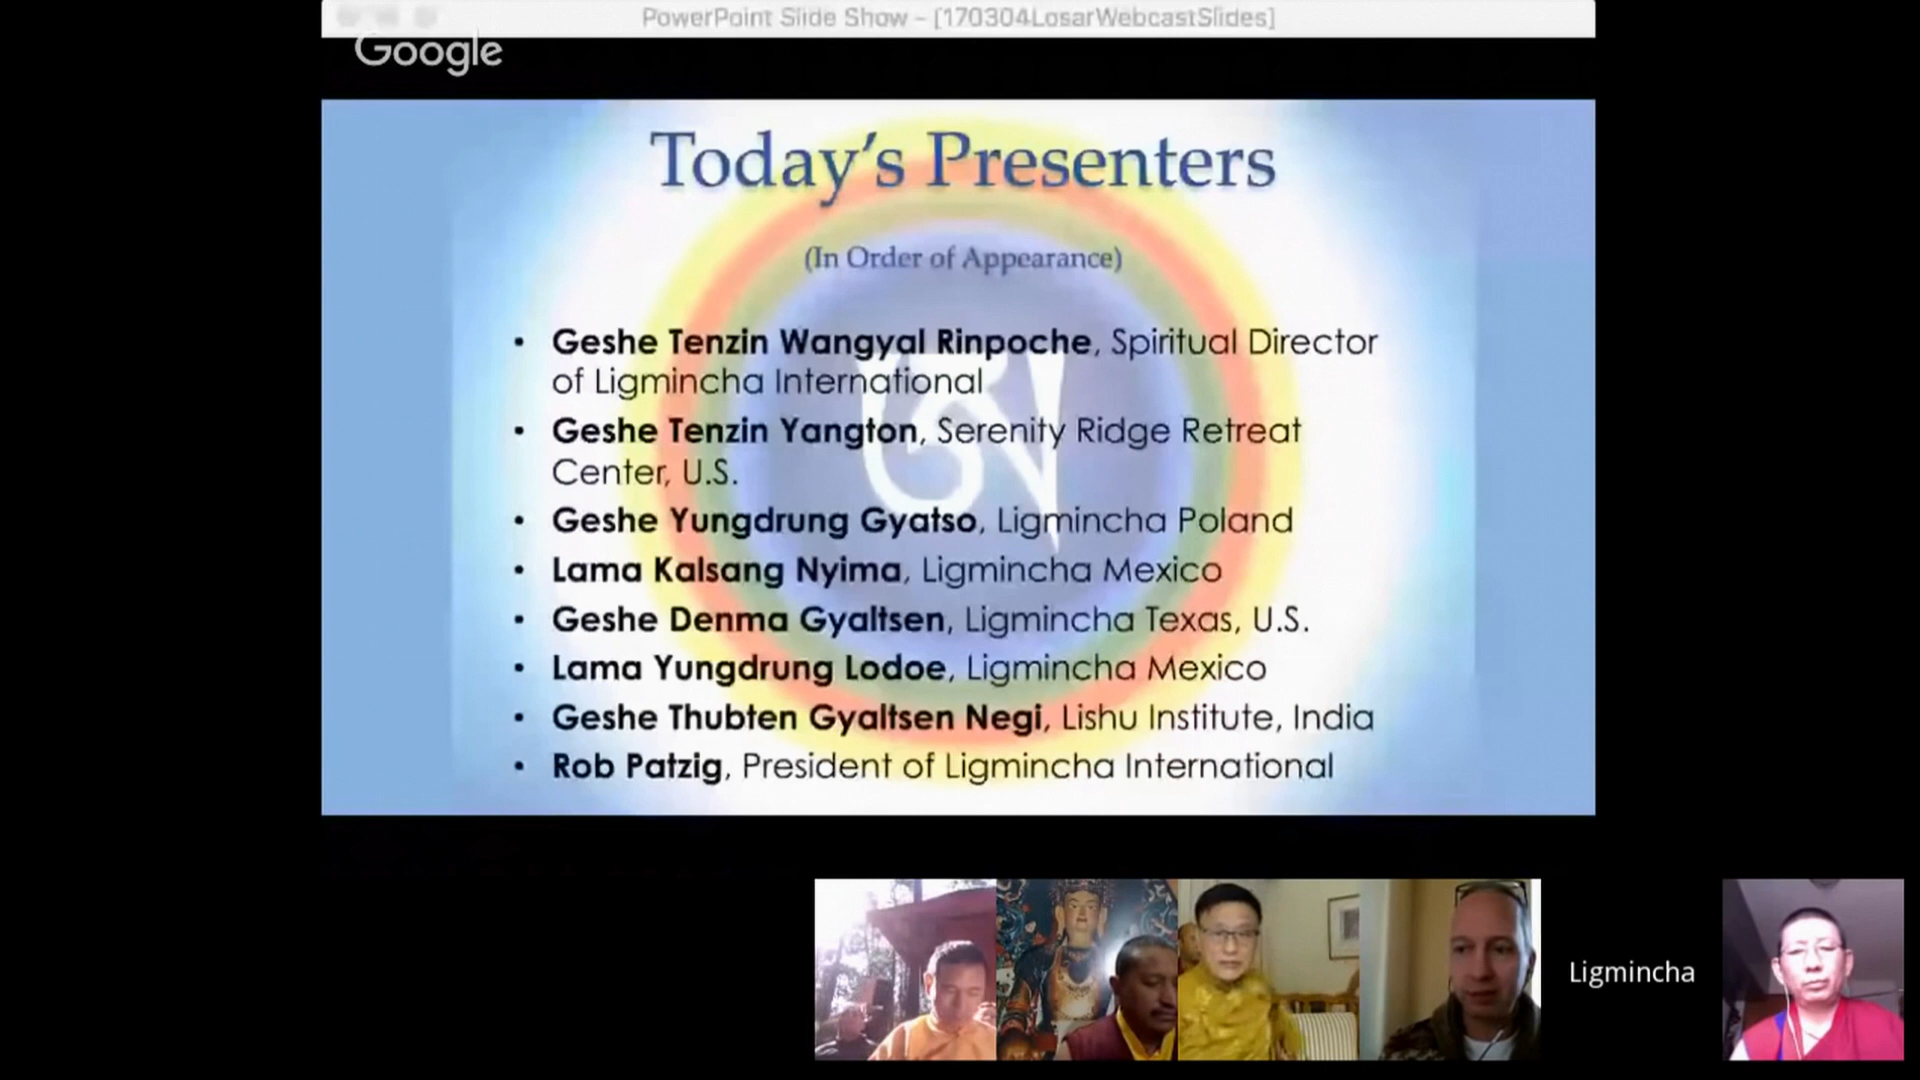 PowerPoint Slide Show - [170304LosarWebcastSlides]
Google
Today's Presenters
(In Order of Appearance)
• Geshe Tenzin Wangyal Rinpoche, Spiritual Director
of Ligmincha International
• Geshe Tenzin Yangton, Serenity Ridge Retreat
Center, U.S.
• Geshe Yungdrung Gyatso, Ligmincha Poland
• Lama Kalsang Nyima, Ligmincha Mexico
• Geshe Denma Gyaltsen, Ligmincha Texas, U.S.
• Lama Yungdrung Lodoe, Ligmincha Mexico
• Geshe Thubten Gyaltsen Negi, Lishu Institute, India
• Rob Patzig, President of Ligmincha International
ཨ
Ligmincha